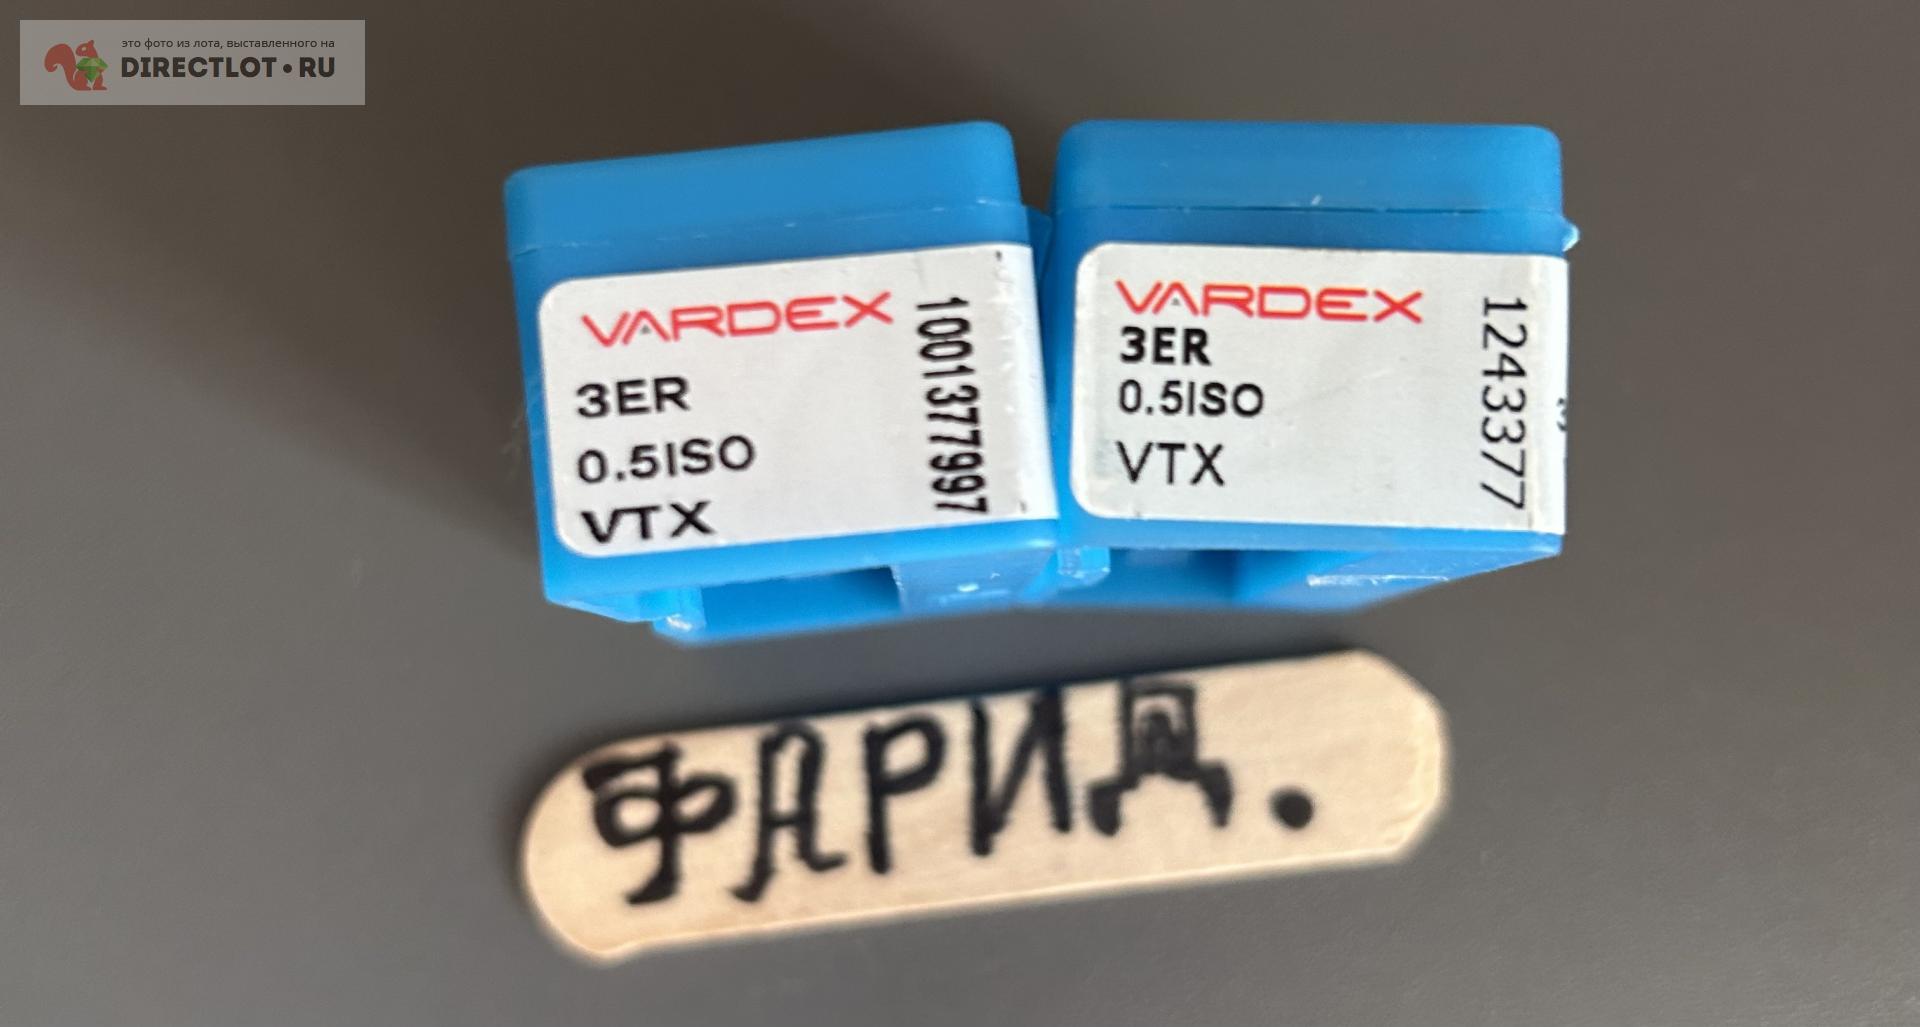 это фото из лота, выставленного на
DIRECTLOT•RU
VARDEX
3ER
0.5ISO
VTX
1001377997
VARDEX
3ER
0.5ISO
VTX
1243377
ФАРИД.